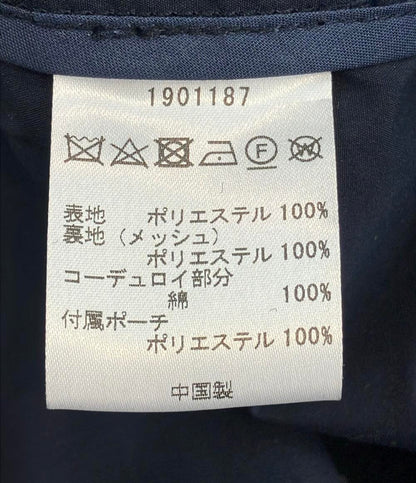 1901187
F W
表地 ポリエステル 100%
裏地（メッシュ）
ポリエステル 100%
コーデュロイ部分
綿 100%
付属ポーチ
ポリエステル 100%
中国製